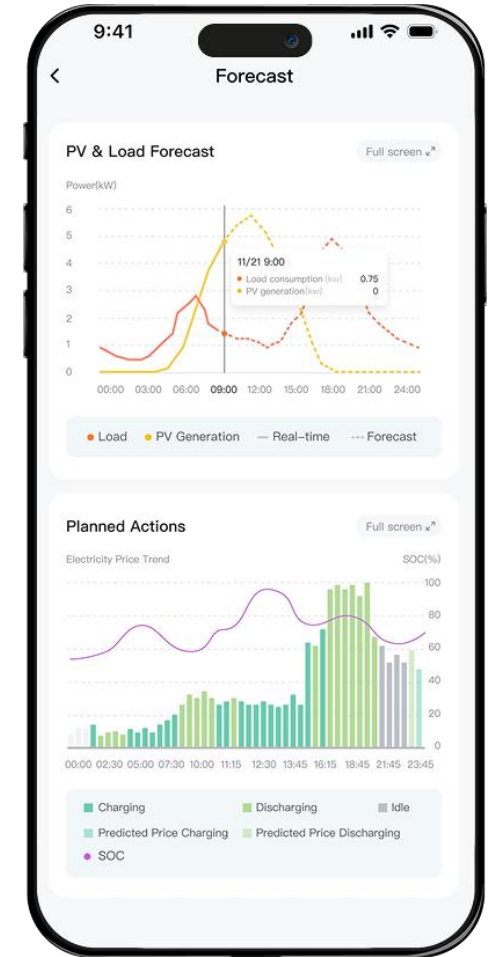 9:41
Forecast
PV & Load Forecast
Full screen
Power(kW)
6
5
4
3
2
1
0
11/21 9:00
Load consumption (kw) 0.75
PV generation(kw) 0
00:00 03:00 06:00 09:00 12:00 15:00 18:00 21:00 24:00
Load PV Generation Real-time Forecast
Planned Actions
Full screen
Electricity Price Trend SOC(%)
100
80
60
40
20
0
00:00 02:30 05:00 07:30 10:00 11:15 12:30 13:45 16:15 18:45 21:45 23:45
Charging Discharging Idle
Predicted Price Charging Predicted Price Discharging
SOC